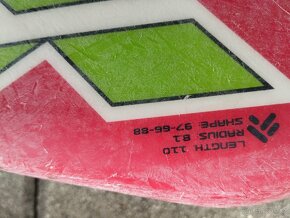 LENGTH 110
RADIUS 8.1
SHAPE 97-66-88